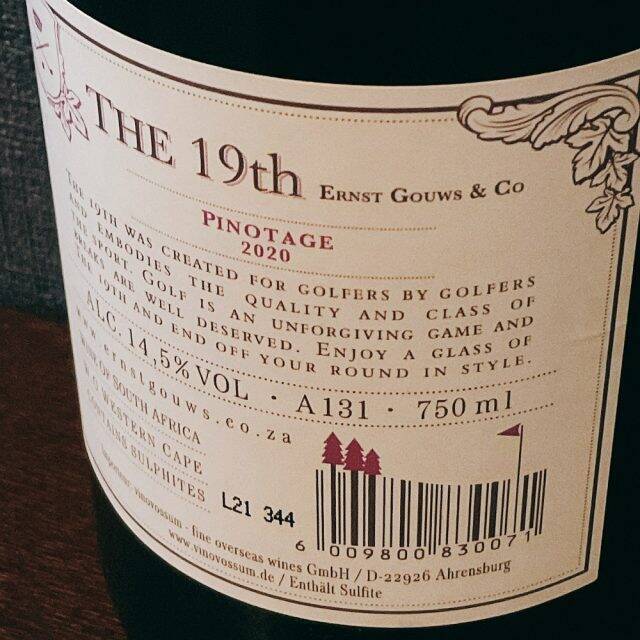 THE 19th ERNST GOUWS & CO
PINOTAGE
2020
THE 19TH WAS CREATED FOR GOLFERS BY GOLFERS
AND EMBODIES THE QUALITY AND CLASS OF
THE SPORT. GOLF IS AN UNFORGIVING GAME AND
BREAKS ARE WELL DESERVED. ENJOY A GLASS OF
THE 19TH AND END OFF YOUR ROUND IN STYLE.
ALC. 14,5% VOL · A131 · 750 ml
www.ernstgouws.co.za
WINE OF SOUTH AFRICA
W.O WESTERN CAPE
CONTAINS SULPHITES
L21 344
6 009800 830071
Importeur: vinovossum - fine overseas wines GmbH / D-22926 Ahrensburg
www.vinovossum.de / Enthält Sulfite